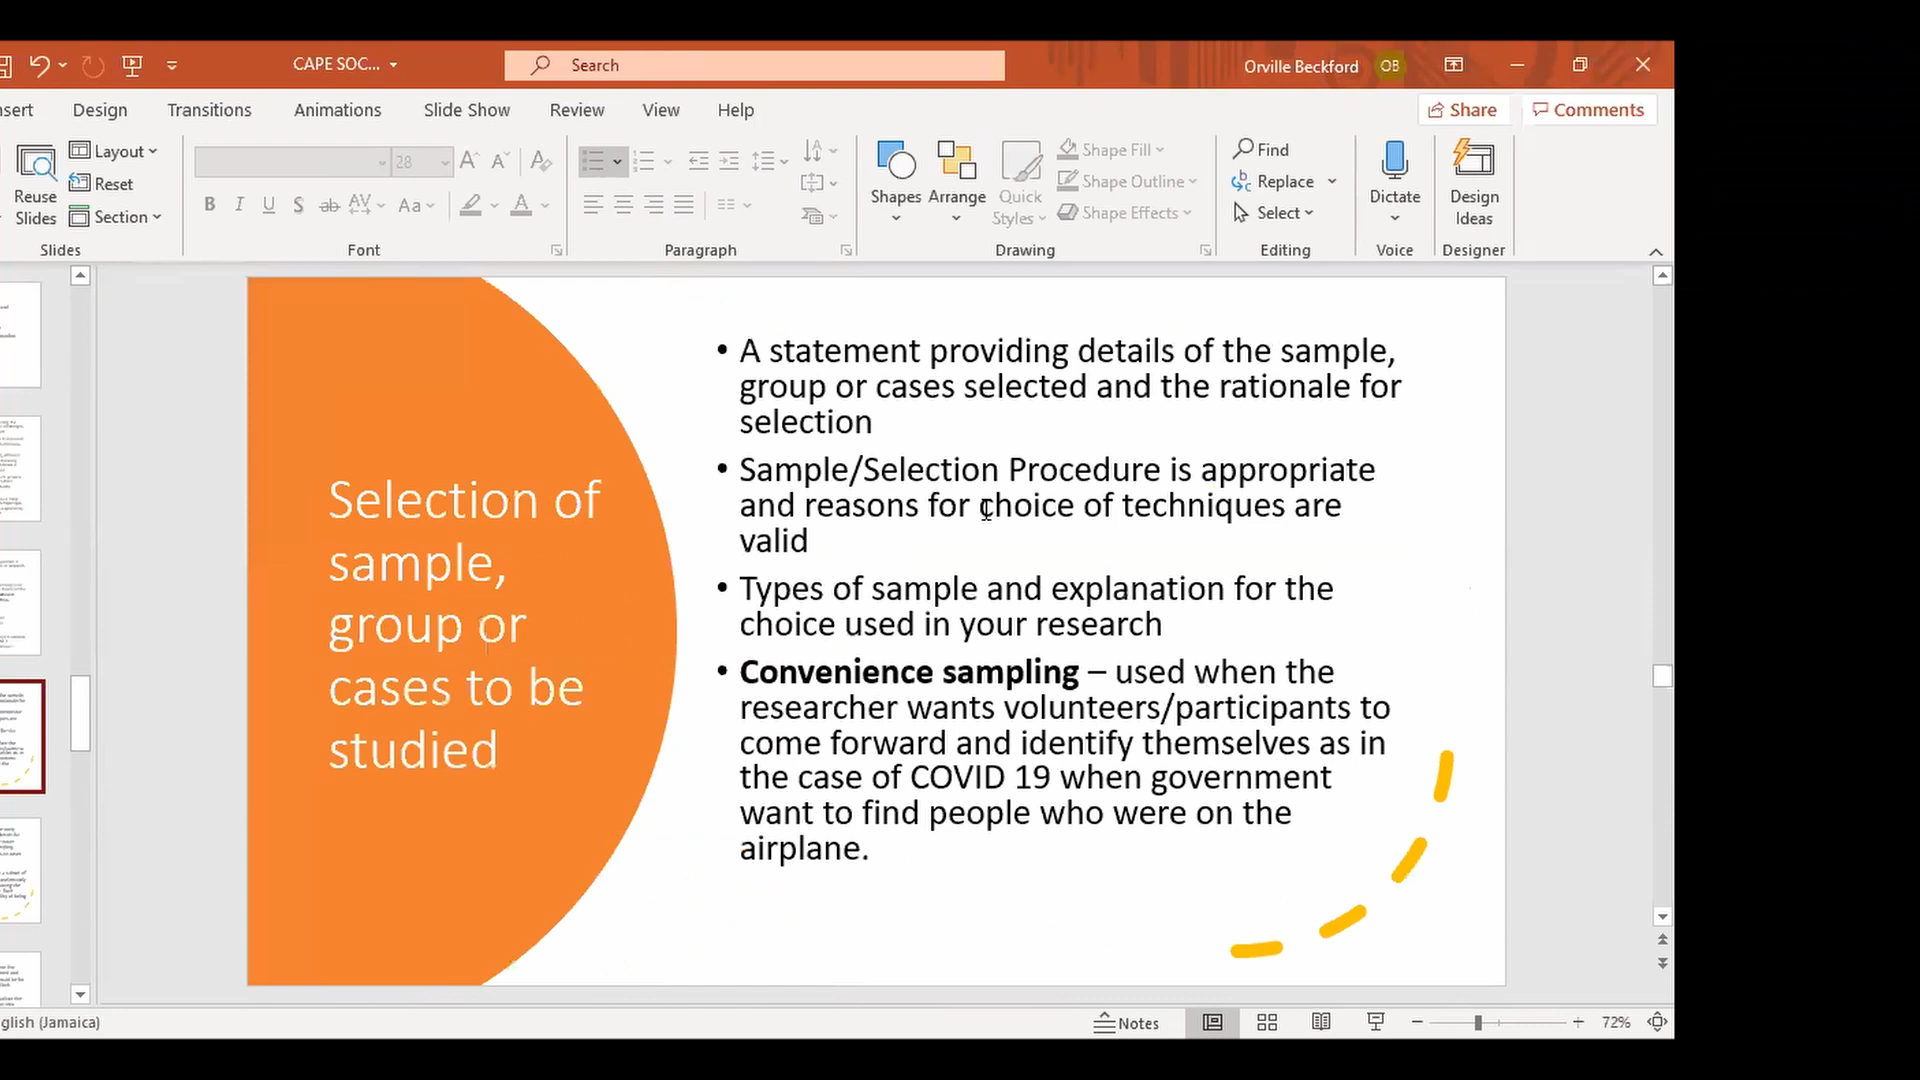 CAPE SOC...
Search
Orville Beckford
OB
nsert
Design
Transitions
Animations
Slide Show
Review
View
Help
Share
Comments
Reuse
Slides
Layout
Reset
Section
Slides
28
B I U S ab AV Aa A
Font
Paragraph
Shapes
Arrange
Quick
Styles
Shape Fill
Shape Outline
Shape Effects
Drawing
Find
Replace
Select
Editing
Dictate
Voice
Design
Ideas
Designer
Selection of
sample,
group or
cases to be
studied
• A statement providing details of the sample,
group or cases selected and the rationale for
selection
• Sample/Selection Procedure is appropriate
and reasons for choice of techniques are
valid
• Types of sample and explanation for the
choice used in your research
• Convenience sampling – used when the
researcher wants volunteers/participants to
come forward and identify themselves as in
the case of COVID 19 when government
want to find people who were on the
airplane.
glish (Jamaica)
Notes
72%